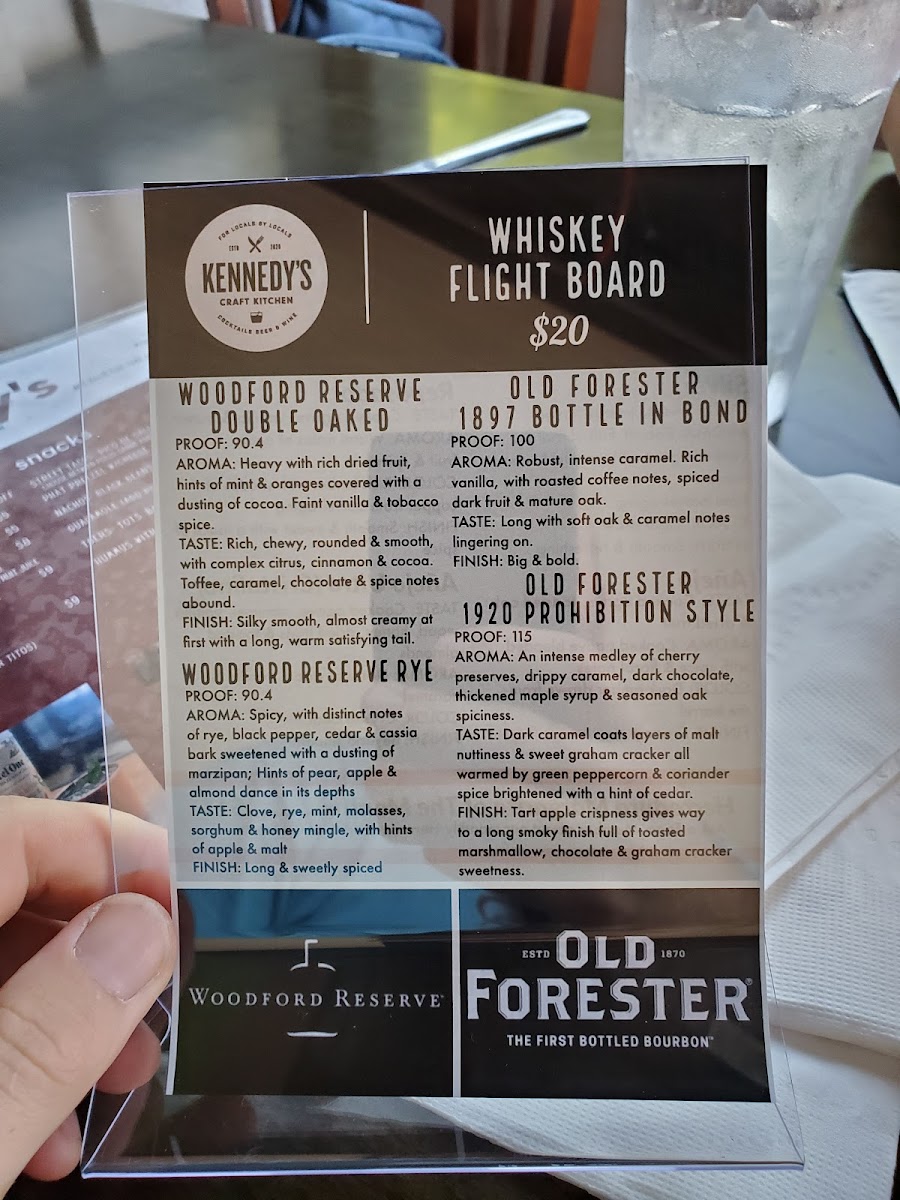 FOR LOCALS BY LOCALS
ESTD 2020
KENNEDY'S
CRAFT KITCHEN
COCKTAILS BEER & WINE
WHISKEY
FLIGHT BOARD
$20
WOODFORD RESERVE
DOUBLE OAKED
PROOF: 90.4
AROMA: Heavy with rich dried fruit,
hints of mint & oranges covered with a
dusting of cocoa. Faint vanilla & tobacco
spice.
TASTE: Rich, chewy, rounded & smooth,
with complex citrus, cinnamon & cocoa.
Toffee, caramel, chocolate & spice notes
abound.
FINISH: Silky smooth, almost creamy at
first with a long, warm satisfying tail.
WOODFORD RESERVE RYE
PROOF: 90.4
AROMA: Spicy, with distinct notes
of rye, black pepper, cedar & cassia
bark sweetened with a dusting of
marzipan; Hints of pear, apple &
almond dance in its depths
TASTE: Clove, rye, mint, molasses,
sorghum & honey mingle, with hints
of apple & malt
FINISH: Long & sweetly spiced
OLD FORESTER
1897 BOTTLE IN BOND
PROOF: 100
AROMA: Robust, intense caramel. Rich
vanilla, with roasted coffee notes, spiced
dark fruit & mature oak.
TASTE: Long with soft oak & caramel notes
lingering on.
FINISH: Big & bold.
OLD FORESTER
1920 PROHIBITION STYLE
PROOF: 115
AROMA: An intense medley of cherry
preserves, drippy caramel, dark chocolate,
thickened maple syrup & seasoned oak
spiciness.
TASTE: Dark caramel coats layers of malt
nuttiness & sweet graham cracker all
warmed by green peppercorn & coriander
spice brightened with a hint of cedar.
FINISH: Tart apple crispness gives way
to a long smoky finish full of toasted
marshmallow, chocolate & graham cracker
sweetness.
WOODFORD RESERVE
ESTD OLD 1870
FORESTER
THE FIRST BOTTLED BOURBON™
snacks